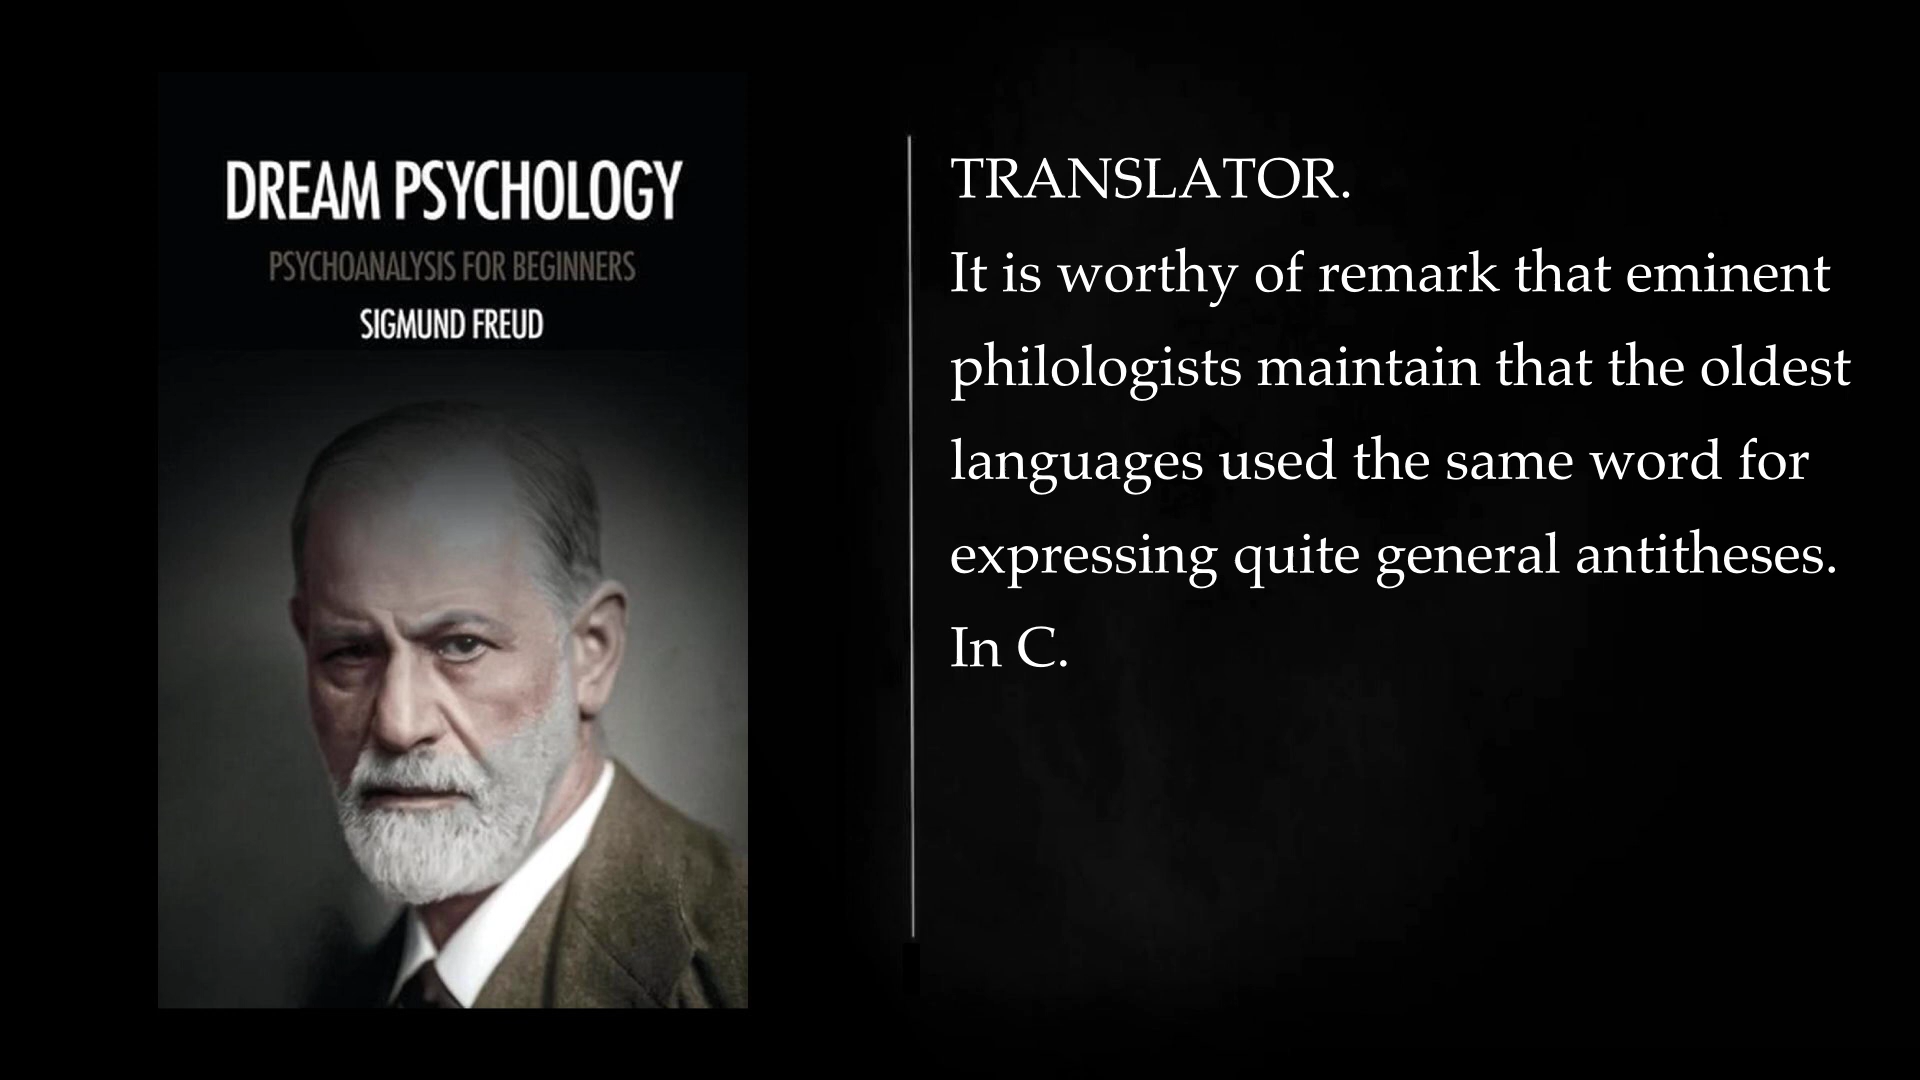 DREAM PSYCHOLOGY
PSYCHOANALYSIS FOR BEGINNERS
SIGMUND FREUD
TRANSLATOR.
It is worthy of remark that eminent
philologists maintain that the oldest
languages used the same word for
expressing quite general antitheses.
In C.